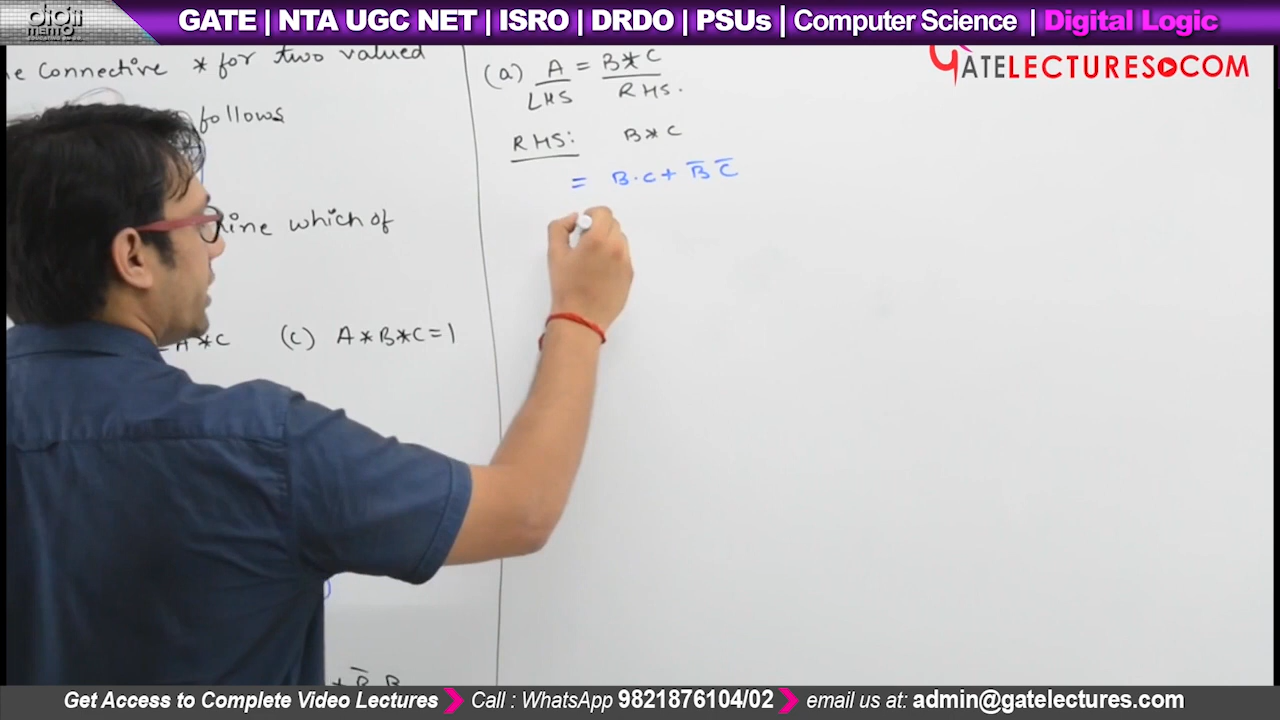 digii
memo
GATE | NTA UGC NET | ISRO | DRDO | PSUs | Computer Science | Digital Logic
GATELECTURES.COM
Connective * for two valued
follows
which of
*C (c) A*B*C=1
(a) A = B*C
LHS RHS.
RHS: B*C
= B.C+ B̅ C̅
Get Access to Complete Video Lectures Call : WhatsApp 9821876104/02 email us at: admin@gatelectures.com